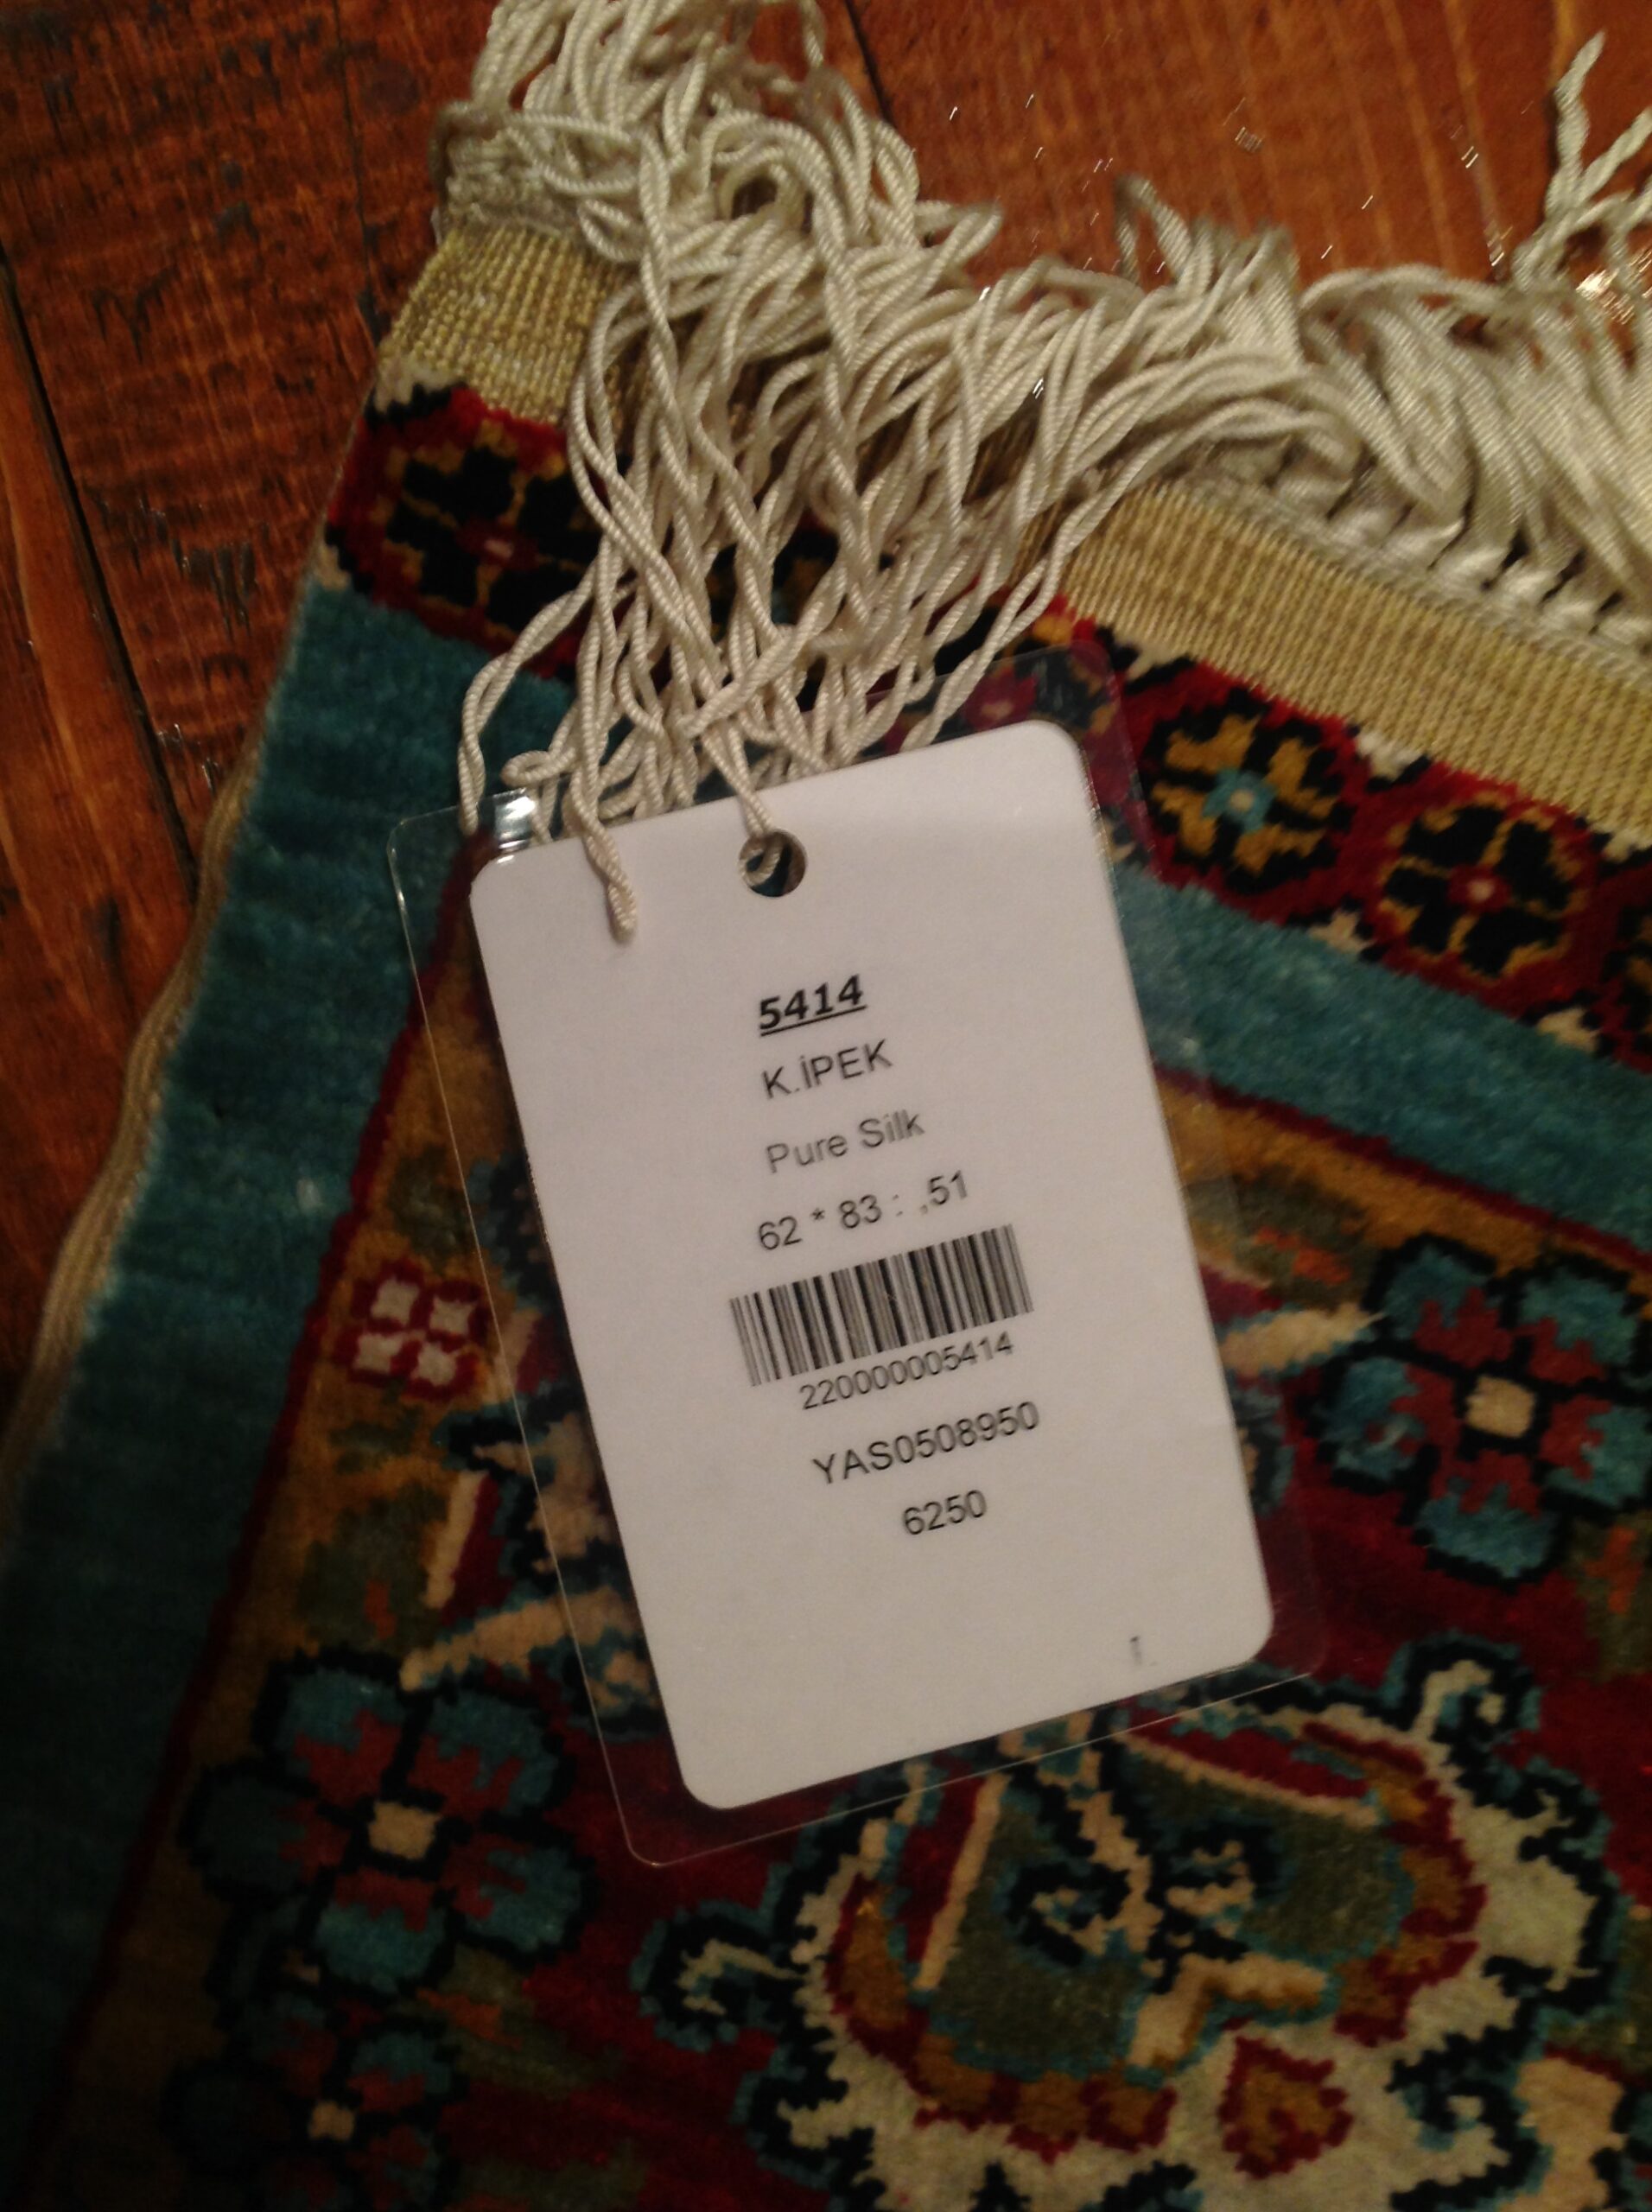 5414
K.İPEK
Pure Silk
62 * 83 : ,51
220000005414
YAS0508950
6250